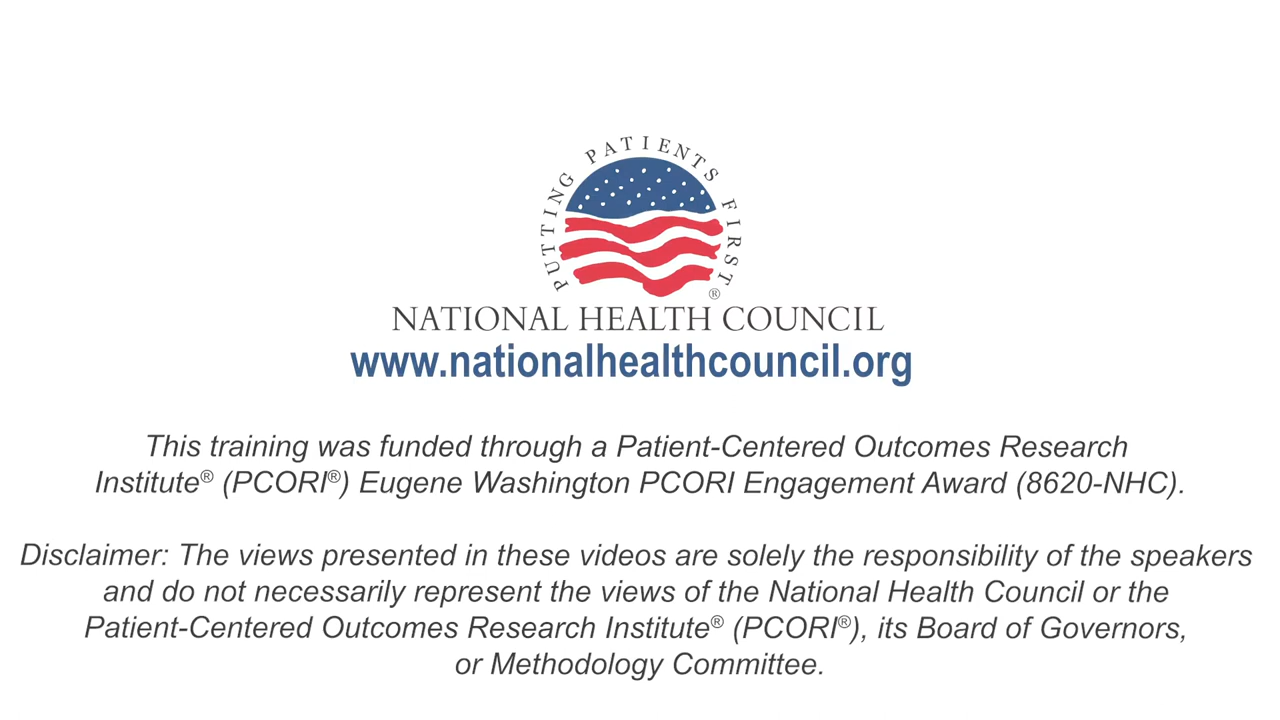 PUTTING PATIENTS FIRST®
NATIONAL HEALTH COUNCIL
www.nationalhealthcouncil.org
This training was funded through a Patient-Centered Outcomes Research
Institute® (PCORI®) Eugene Washington PCORI Engagement Award (8620-NHC).
Disclaimer: The views presented in these videos are solely the responsibility of the speakers
and do not necessarily represent the views of the National Health Council or the
Patient-Centered Outcomes Research Institute® (PCORI®), its Board of Governors,
or Methodology Committee.